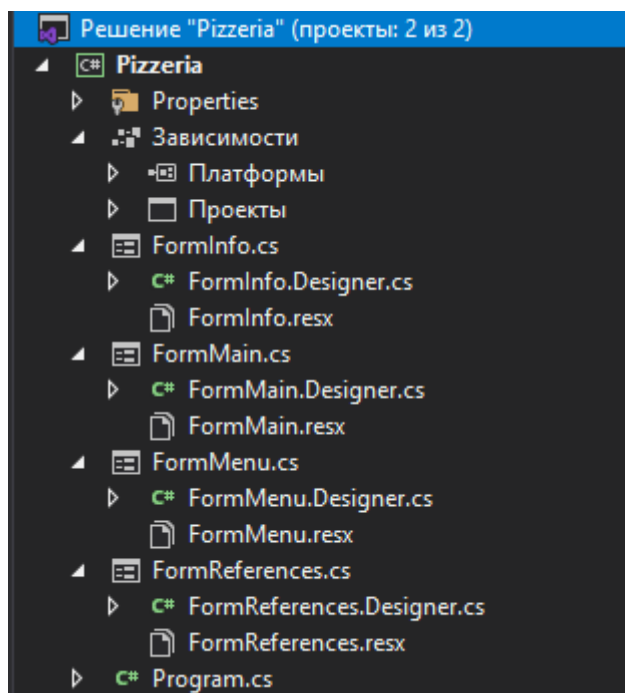 Решение "Pizzeria" (проекты: 2 из 2)
C# Pizzeria
Properties
Зависимости
Платформы
Проекты
FormInfo.cs
C# FormInfo.Designer.cs
FormInfo.resx
FormMain.cs
C# FormMain.Designer.cs
FormMain.resx
FormMenu.cs
C# FormMenu.Designer.cs
FormMenu.resx
FormReferences.cs
C# FormReferences.Designer.cs
FormReferences.resx
C# Program.cs